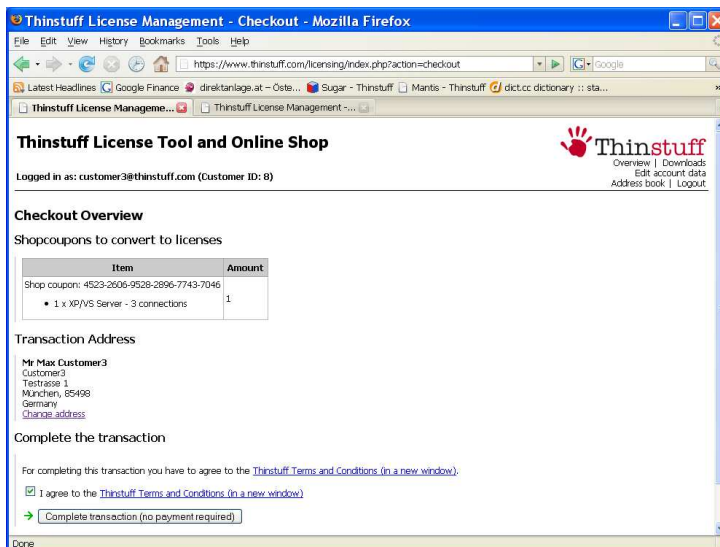 Thinstuff License Management - Checkout - Mozilla Firefox
File Edit View History Bookmarks Tools Help
https://www.thinstuff.com/licensing/index.php?action=checkout
G Google
Latest Headlines Google Finance direktanlage.at – Öste... Sugar - Thinstuff Mantis - Thinstuff dict.cc dictionary :: sta...
Thinstuff License Manageme... Thinstuff License Management -...
Thinstuff License Tool and Online Shop
Thinstuff
Overview | Downloads
Edit account data
Address book | Logout
Logged in as: customer3@thinstuff.com (Customer ID: 8)
Checkout Overview
Shopcoupons to convert to licenses
Item Amount
Shop coupon: 4523-2606-9528-2896-7743-7046
• 1 x XP/VS Server - 3 connections
1
Transaction Address
Mr Max Customer3
Customer3
Testrasse 1
München, 85498
Germany
Change address
Complete the transaction
For completing this transaction you have to agree to the Thinstuff Terms and Conditions (in a new window).
I agree to the Thinstuff Terms and Conditions (in a new window)
Complete transaction (no payment required)
Done